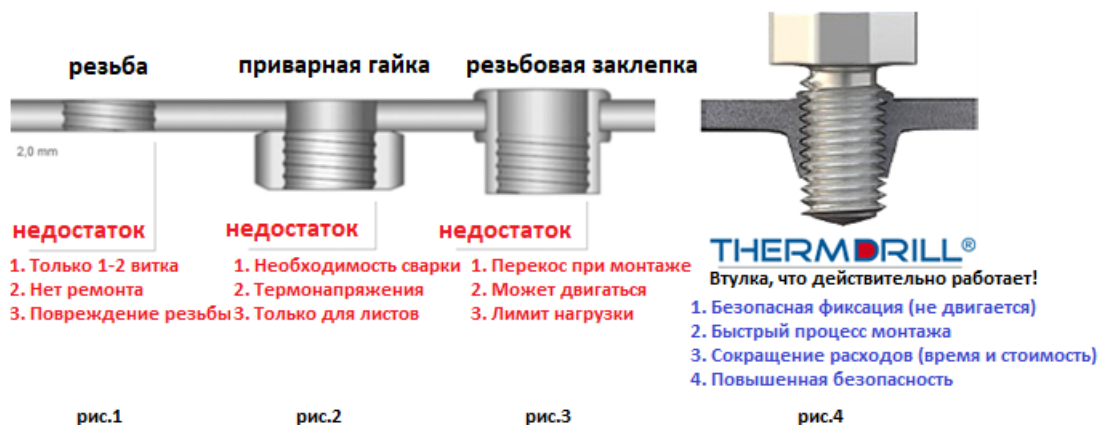 резьба
2,0 mm
недостаток
1. Только 1-2 витка
2. Нет ремонта
3. Повреждение резьбы
рис.1
приварная гайка
недостаток
1. Необходимость сварки
2. Термонапряжения
3. Только для листов
рис.2
резьбовая заклепка
недостаток
1. Перекос при монтаже
2. Может двигаться
3. Лимит нагрузки
рис.3
THERMDRILL®
Втулка, что действительно работает!
1. Безопасная фиксация (не двигается)
2. Быстрый процесс монтажа
3. Сокращение расходов (время и стоимость)
4. Повышенная безопасность
рис.4